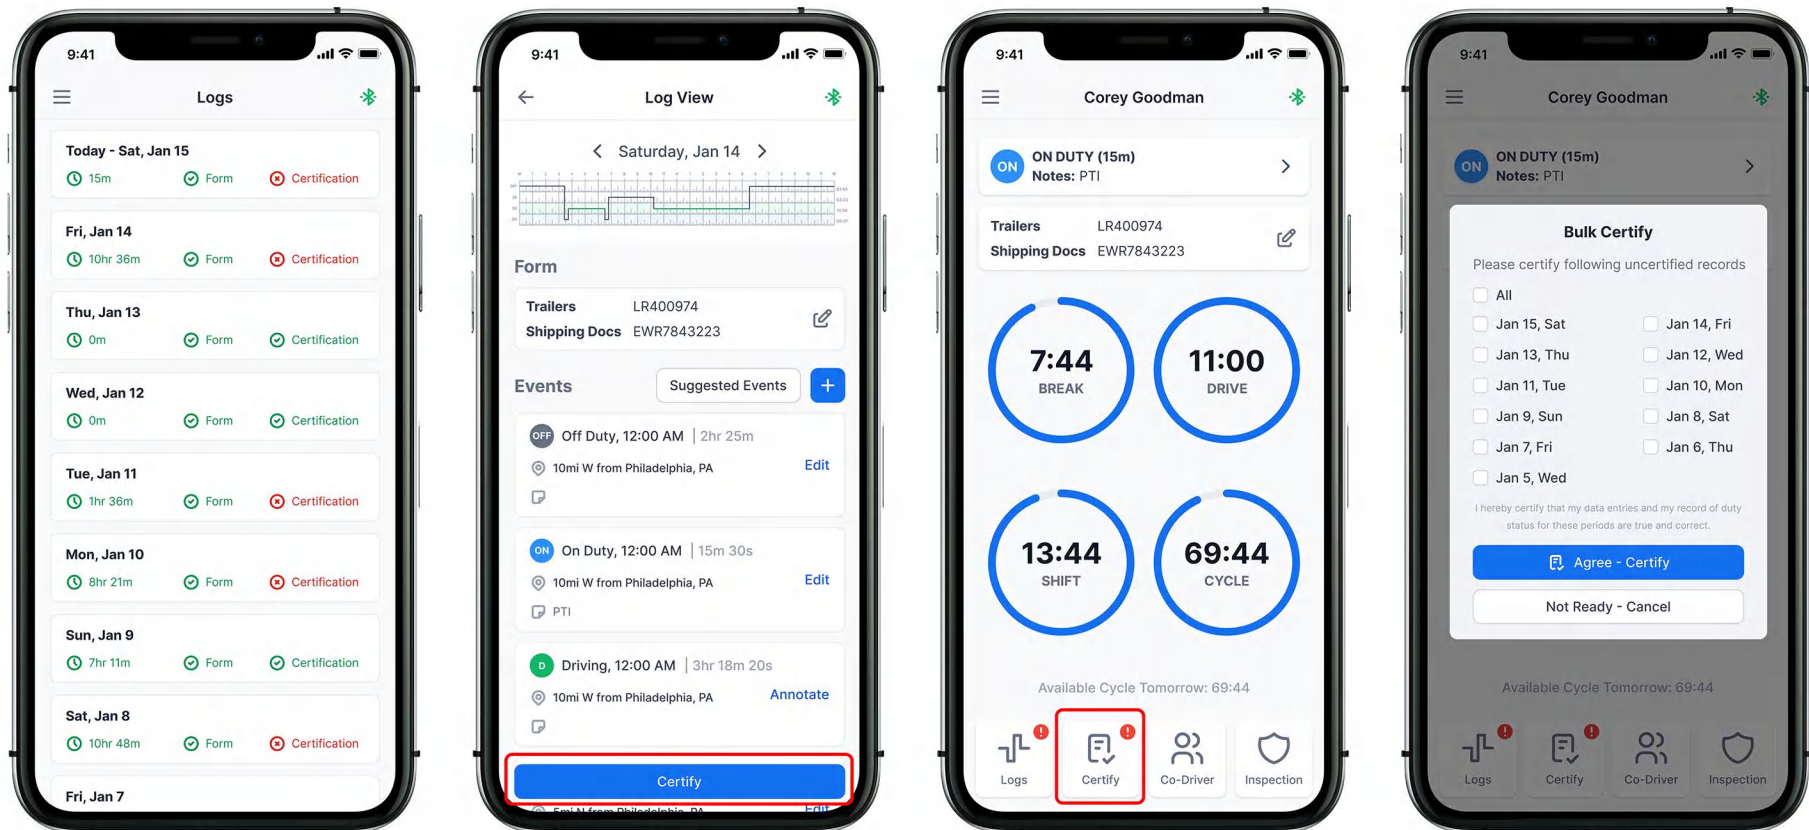 9:41
Logs
Today - Sat, Jan 15
15m Form Certification
Fri, Jan 14
10hr 36m Form Certification
Thu, Jan 13
0m Form Certification
Wed, Jan 12
0m Form Certification
Tue, Jan 11
1hr 36m Form Certification
Mon, Jan 10
8hr 21m Form Certification
Sun, Jan 9
7hr 11m Form Certification
Sat, Jan 8
10hr 48m Form Certification
Fri, Jan 7
9:41
Log View
Saturday, Jan 14
Form
Trailers LR400974
Shipping Docs EWR7843223
Events Suggested Events +
OFF Off Duty, 12:00 AM | 2hr 25m
10mi W from Philadelphia, PA Edit
ON On Duty, 12:00 AM | 15m 30s
10mi W from Philadelphia, PA Edit
PTI
D Driving, 12:00 AM | 3hr 18m 20s
10mi W from Philadelphia, PA Annotate
Certify
5mi N from Philadelphia, PA Edit
9:41
Corey Goodman
ON ON DUTY (15m)
Notes: PTI
Trailers LR400974
Shipping Docs EWR7843223
7:44 11:00
BREAK DRIVE
13:44 69:44
SHIFT CYCLE
Available Cycle Tomorrow: 69:44
Logs Certify Co-Driver Inspection
9:41
Corey Goodman
ON ON DUTY (15m)
Notes: PTI
Bulk Certify
Please certify following uncertified records
All
Jan 15, Sat Jan 14, Fri
Jan 13, Thu Jan 12, Wed
Jan 11, Tue Jan 10, Mon
Jan 9, Sun Jan 8, Sat
Jan 7, Fri Jan 6, Thu
Jan 5, Wed
I hereby certify that my data entries and my record of duty
status for these periods are true and correct.
Agree - Certify
Not Ready - Cancel
Available Cycle Tomorrow: 69:44
Logs Certify Co-Driver Inspection